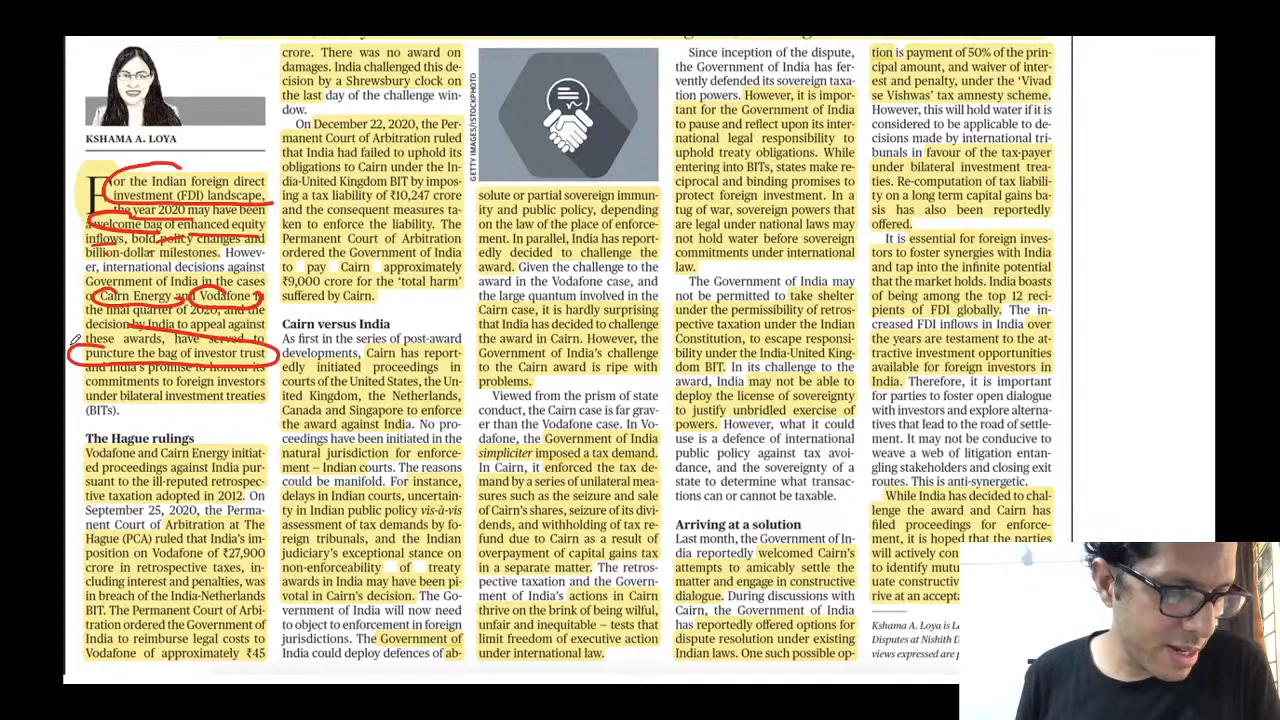 KSHAMA A. LOYA
For the Indian foreign direct
investment (FDI) landscape,
the year 2020 may have been
a welcome bag of enhanced equity
inflows, bold policy changes and
billion-dollar milestones. Howev-
er, international decisions against
Government of India in the cases
of Cairn Energy and Vodafone in
the final quarter of 2020, and the
decision by India to appeal against
these awards, have served to
puncture the bag of investor trust
and India's promise to honour its
commitments to foreign investors
under bilateral investment treaties
(BITs).
The Hague rulings
Vodafone and Cairn Energy initiat-
ed proceedings against India pur-
suant to the ill-reputed retrospec-
tive taxation adopted in 2012. On
September 25, 2020, the Perma-
nent Court of Arbitration at The
Hague (PCA) ruled that India's im-
position on Vodafone of ₹27,900
crore in retrospective taxes, in-
cluding interest and penalties, was
in breach of the India-Netherlands
BIT. The Permanent Court of Arbi-
tration ordered the Government of
India to reimburse legal costs to
Vodafone of approximately ₹45
crore. There was no award on
damages. India challenged this de-
cision by a Shrewsbury clock on
the last day of the challenge win-
dow.
On December 22, 2020, the Per-
manent Court of Arbitration ruled
that India had failed to uphold its
obligations to Cairn under the In-
dia-United Kingdom BIT by impos-
ing a tax liability of ₹10,247 crore
and the consequent measures ta-
ken to enforce the liability. The
Permanent Court of Arbitration
ordered the Government of India
to pay Cairn approximately
₹9,000 crore for the 'total harm'
suffered by Cairn.
Cairn versus India
As first in the series of post-award
developments, Cairn has report-
edly initiated proceedings in
courts of the United States, the Un-
ited Kingdom, the Netherlands,
Canada and Singapore to enforce
the award against India. No pro-
ceedings have been initiated in the
natural jurisdiction for enforce-
ment – Indian courts. The reasons
could be manifold. For instance,
delays in Indian courts, uncertain-
ty in Indian public policy vis-à-vis
assessment of tax demands by fo-
reign tribunals, and the Indian
judiciary's exceptional stance on
non-enforceability of treaty
awards in India may have been pi-
votal in Cairn's decision. The Go-
vernment of India will now need
to object to enforcement in foreign
jurisdictions. The Government of
India could deploy defences of ab-
GETTY IMAGES/ISTOCKPHOTO
solute or partial sovereign immun-
ity and public policy, depending
on the law of the place of enforce-
ment. In parallel, India has report-
edly decided to challenge the
award. Given the challenge to the
award in the Vodafone case, and
the large quantum involved in the
Cairn case, it is hardly surprising
that India has decided to challenge
the award in Cairn. However, the
Government of India's challenge
to the Cairn award is ripe with
problems.
Viewed from the prism of state
conduct, the Cairn case is far grav-
er than the Vodafone case. In Vo-
dafone, the Government of India
simpliciter imposed a tax demand.
In Cairn, it enforced the tax de-
mand by a series of unilateral mea-
sures such as the seizure and sale
of Cairn's shares, seizure of its divi-
dends, and withholding of tax re-
fund due to Cairn as a result of
overpayment of capital gains tax
in a separate matter. The retros-
pective taxation and the Govern-
ment of India's actions in Cairn
thrive on the brink of being wilful,
unfair and inequitable – tests that
limit freedom of executive action
under international law.
Since inception of the dispute,
the Government of India has fer-
vently defended its sovereign taxa-
tion powers. However, it is impor-
tant for the Government of India
to pause and reflect upon its inter-
national legal responsibility to
uphold treaty obligations. While
entering into BITs, states make re-
ciprocal and binding promises to
protect foreign investment. In a
tug of war, sovereign powers that
are legal under national laws may
not hold water before sovereign
commitments under international
law.
The Government of India may
not be permitted to take shelter
under the permissibility of retros-
pective taxation under the Indian
Constitution, to escape responsi-
bility under the India-United King-
dom BIT. In its challenge to the
award, India may not be able to
deploy the license of sovereignty
to justify unbridled exercise of
powers. However, what it could
use is a defence of international
public policy against tax avoi-
dance, and the sovereignty of a
state to determine what transac-
tions can or cannot be taxable.
Arriving at a solution
Last month, the Government of In-
dia reportedly welcomed Cairn's
attempts to amicably settle the
matter and engage in constructive
dialogue. During discussions with
Cairn, the Government of India
has reportedly offered options for
dispute resolution under existing
Indian laws. One such possible op-
tion is payment of 50% of the prin-
cipal amount, and waiver of inter-
est and penalty, under the 'Vivad
se Vishwas' tax amnesty scheme.
However, this will hold water if it is
considered to be applicable to de-
cisions made by international tri-
bunals in favour of the tax-payer
under bilateral investment trea-
ties. Re-computation of tax liabili-
ty on a long term capital gains ba-
sis has also been reportedly
offered.
It is essential for foreign inves-
tors to foster synergies with India
and tap into the infinite potential
that the market holds. India boasts
of being among the top 12 reci-
pients of FDI globally. The in-
creased FDI inflows in India over
the years are testament to the at-
tractive investment opportunities
available for foreign investors in
India. Therefore, it is important
for parties to foster open dialogue
with investors and explore alterna-
tives that lead to the road of settle-
ment. It may not be conducive to
weave a web of litigation entan-
gling stakeholders and closing exit
routes. This is anti-synergetic.
While India has decided to chal-
lenge the award and Cairn has
filed proceedings for enforce-
ment, it is hoped that the parties
will actively con
to identify mutu
uate constructiv
rive at an accepta
Kshama A. Loya is Le
Disputes at Nishith D
views expressed are p